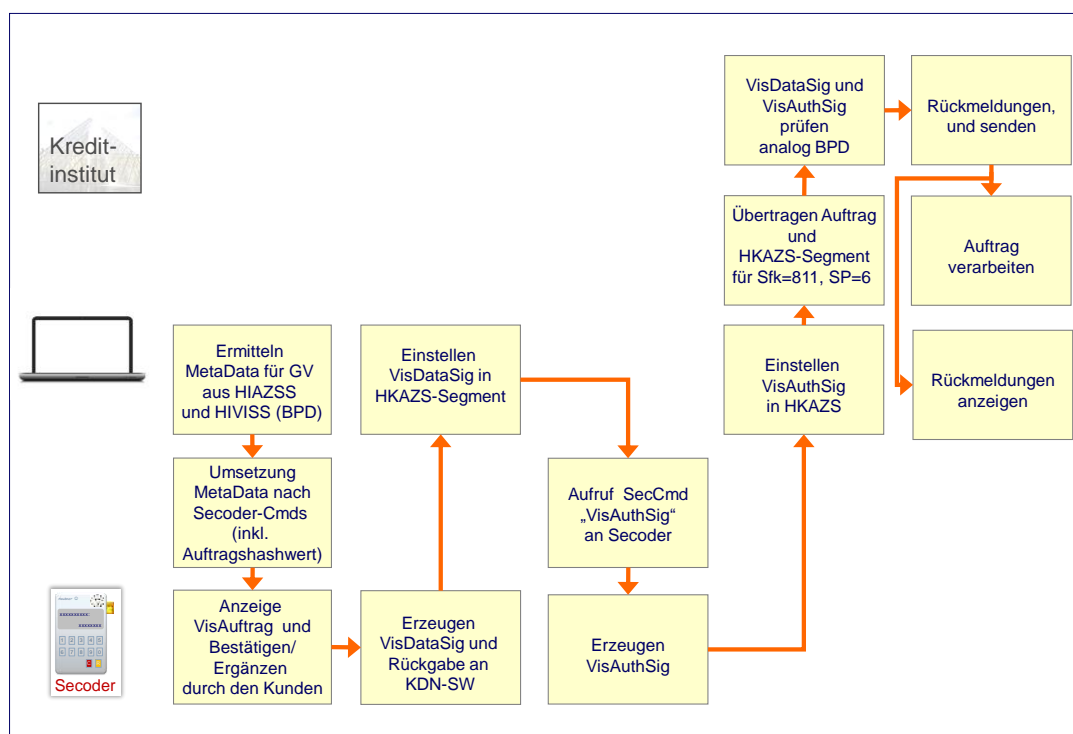 Kredit-
institut
VisDataSig und
VisAuthSig
prüfen
analog BPD
Rückmeldungen,
und senden
Übertragen Auftrag
und
HKAZS-Segment
für Sfk=811, SP=6
Auftrag
verarbeiten
Ermitteln
MetaData für GV
aus HIAZSS
und HIVISS (BPD)
Einstellen
VisDataSig in
HKAZS-Segment
Einstellen
VisAuthSig
in HKAZS
Rückmeldungen
anzeigen
Umsetzung
MetaData nach
Secoder-Cmds
(inkl.
Auftragshashwert)
Aufruf SecCmd
„VisAuthSig“
an Secoder
Anzeige
VisAuftrag und
Bestätigen/
Ergänzen
durch den Kunden
Erzeugen
VisDataSig und
Rückgabe an
KDN-SW
Erzeugen
VisAuthSig
Secoder